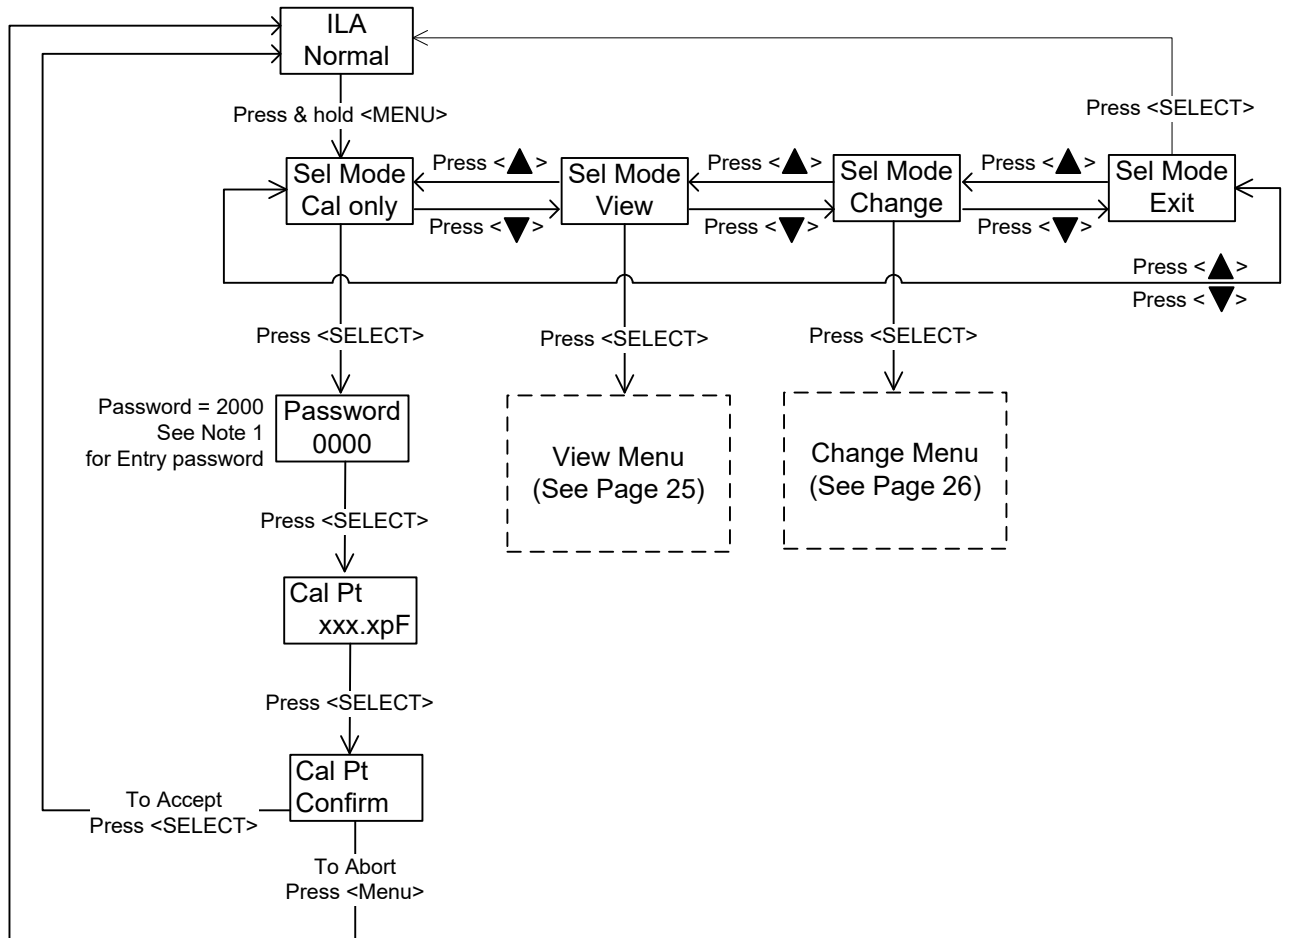 ILA
Normal
Press & hold <MENU>
Press <SELECT>
Sel Mode
Cal only
Press <▲>
Press <▼>
Sel Mode
View
Press <▲>
Press <▼>
Sel Mode
Change
Press <▲>
Press <▼>
Sel Mode
Exit
Press <▲>
Press <▼>
Press <SELECT>
Press <SELECT>
Press <SELECT>
Password = 2000
See Note 1
for Entry password
Password
0000
View Menu
(See Page 25)
Change Menu
(See Page 26)
Press <SELECT>
Cal Pt
xxx.xpF
Press <SELECT>
Cal Pt
Confirm
To Accept
Press <SELECT>
To Abort
Press <Menu>